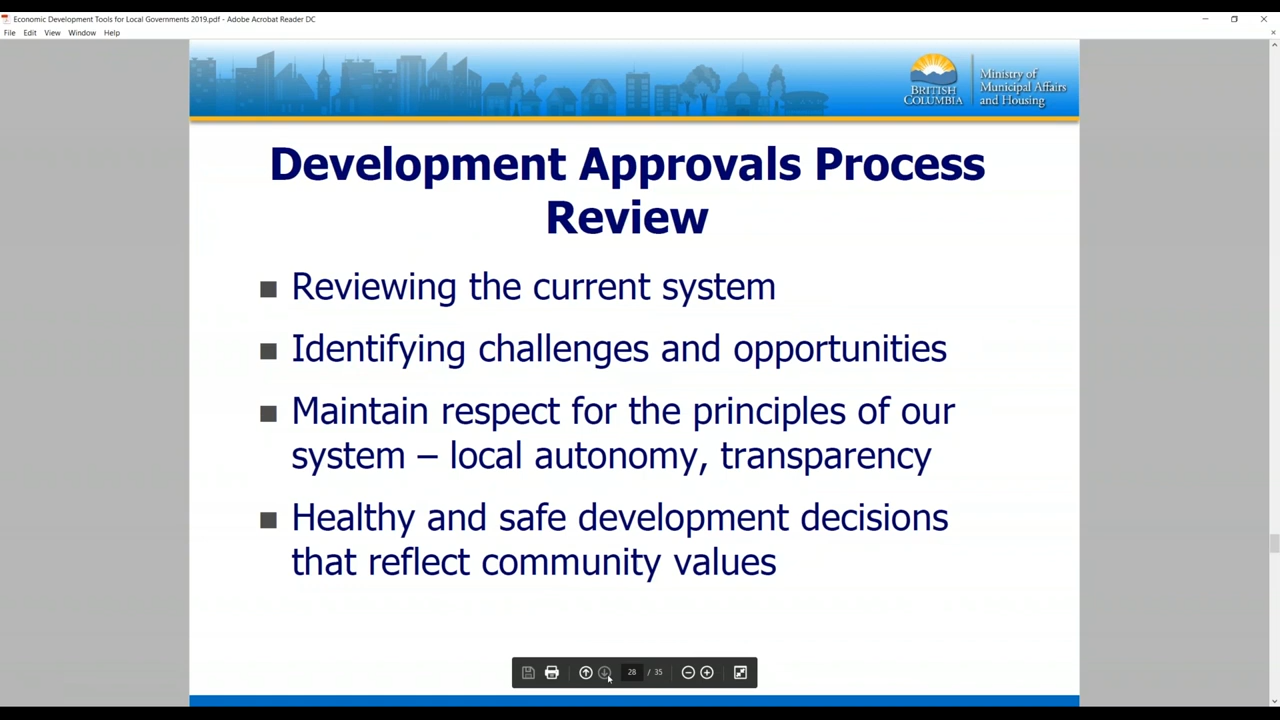 Economic Development Tools for Local Governments 2019.pdf - Adobe Acrobat Reader DC
File Edit View Window Help
BRITISH
COLUMBIA
Ministry of
Municipal Affairs
and Housing
Development Approvals Process
Review
Reviewing the current system
Identifying challenges and opportunities
Maintain respect for the principles of our
system – local autonomy, transparency
Healthy and safe development decisions
that reflect community values
28 / 35